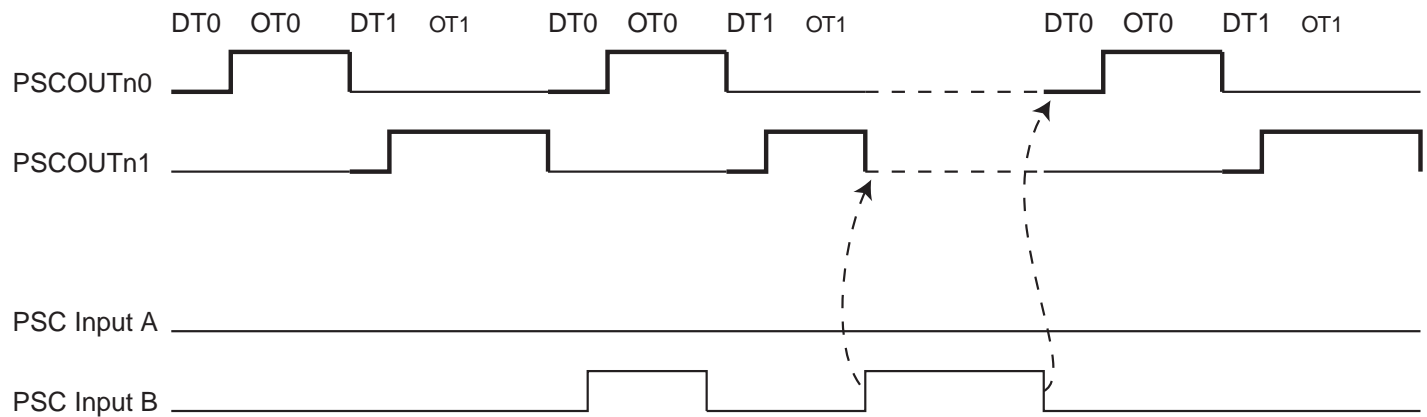 DT0 OT0 DT1 OT1 DT0 OT0 DT1 OT1 DT0 OT0 DT1 OT1
PSCOUTn0
PSCOUTn1
PSC Input A
PSC Input B